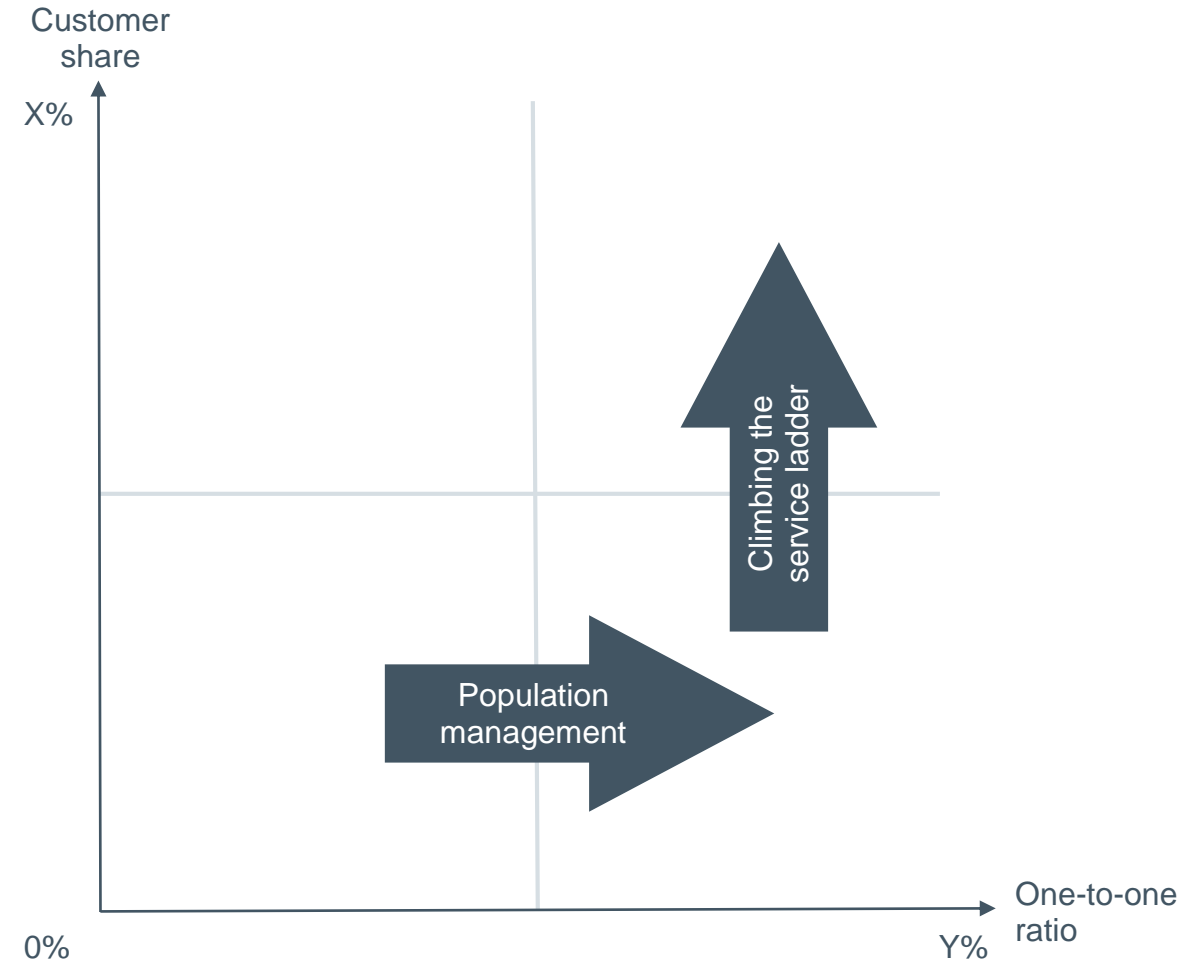 Customer
share
X%
Climbing the
service ladder
Population
management
One-to-one
ratio
0%
Y%